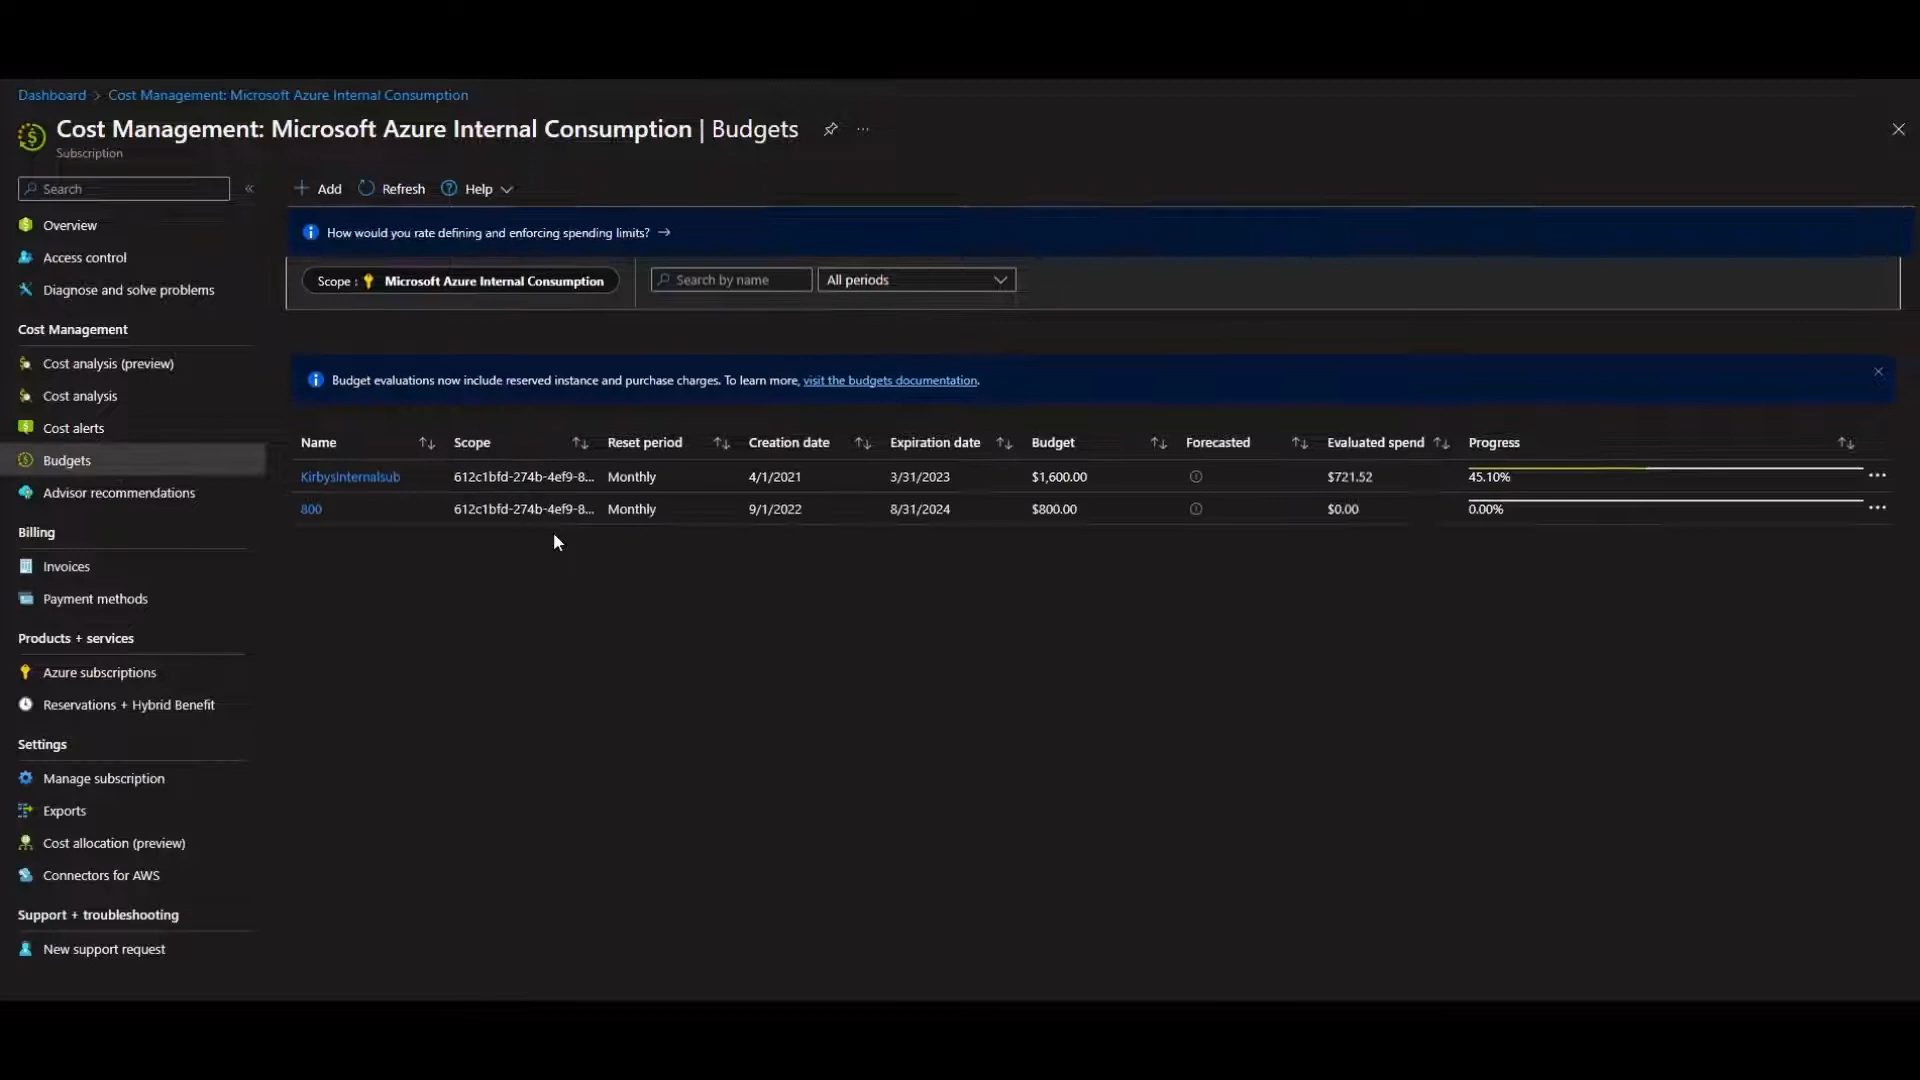 Dashboard > Cost Management: Microsoft Azure Internal Consumption
Cost Management: Microsoft Azure Internal Consumption | Budgets
Subscription
Search
Overview
Access control
Diagnose and solve problems
Cost Management
Cost analysis (preview)
Cost analysis
Cost alerts
Budgets
Advisor recommendations
Billing
Invoices
Payment methods
Products + services
Azure subscriptions
Reservations + Hybrid Benefit
Settings
Manage subscription
Exports
Cost allocation (preview)
Connectors for AWS
Support + troubleshooting
New support request
Add Refresh Help
How would you rate defining and enforcing spending limits? →
Scope : Microsoft Azure Internal Consumption Search by name All periods
Budget evaluations now include reserved instance and purchase charges. To learn more, visit the budgets documentation.
Name Scope Reset period Creation date Expiration date Budget Forecasted Evaluated spend Progress
KirbysInternalsub 612c1bfd-274b-4ef9-8... Monthly 4/1/2021 3/31/2023 $1,600.00 $721.52 45.10%
800 612c1bfd-274b-4ef9-8... Monthly 9/1/2022 8/31/2024 $800.00 $0.00 0.00%